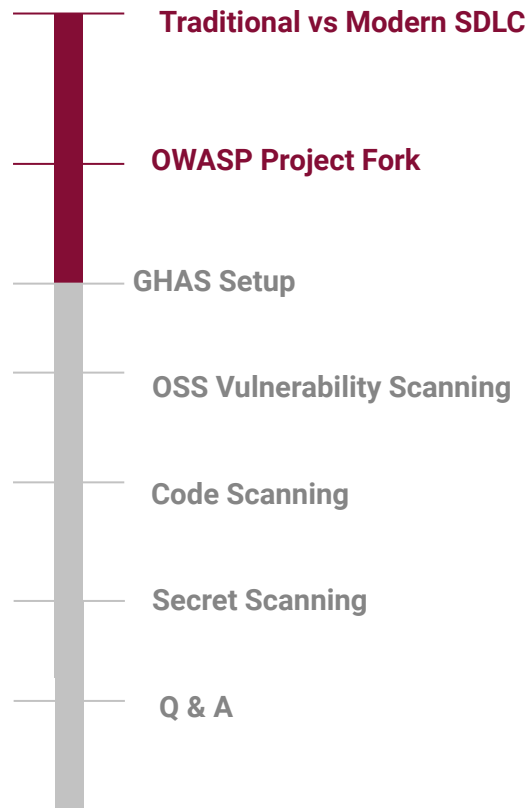 Traditional vs Modern SDLC
OWASP Project Fork
GHAS Setup
OSS Vulnerability Scanning
Code Scanning
Secret Scanning
Q & A